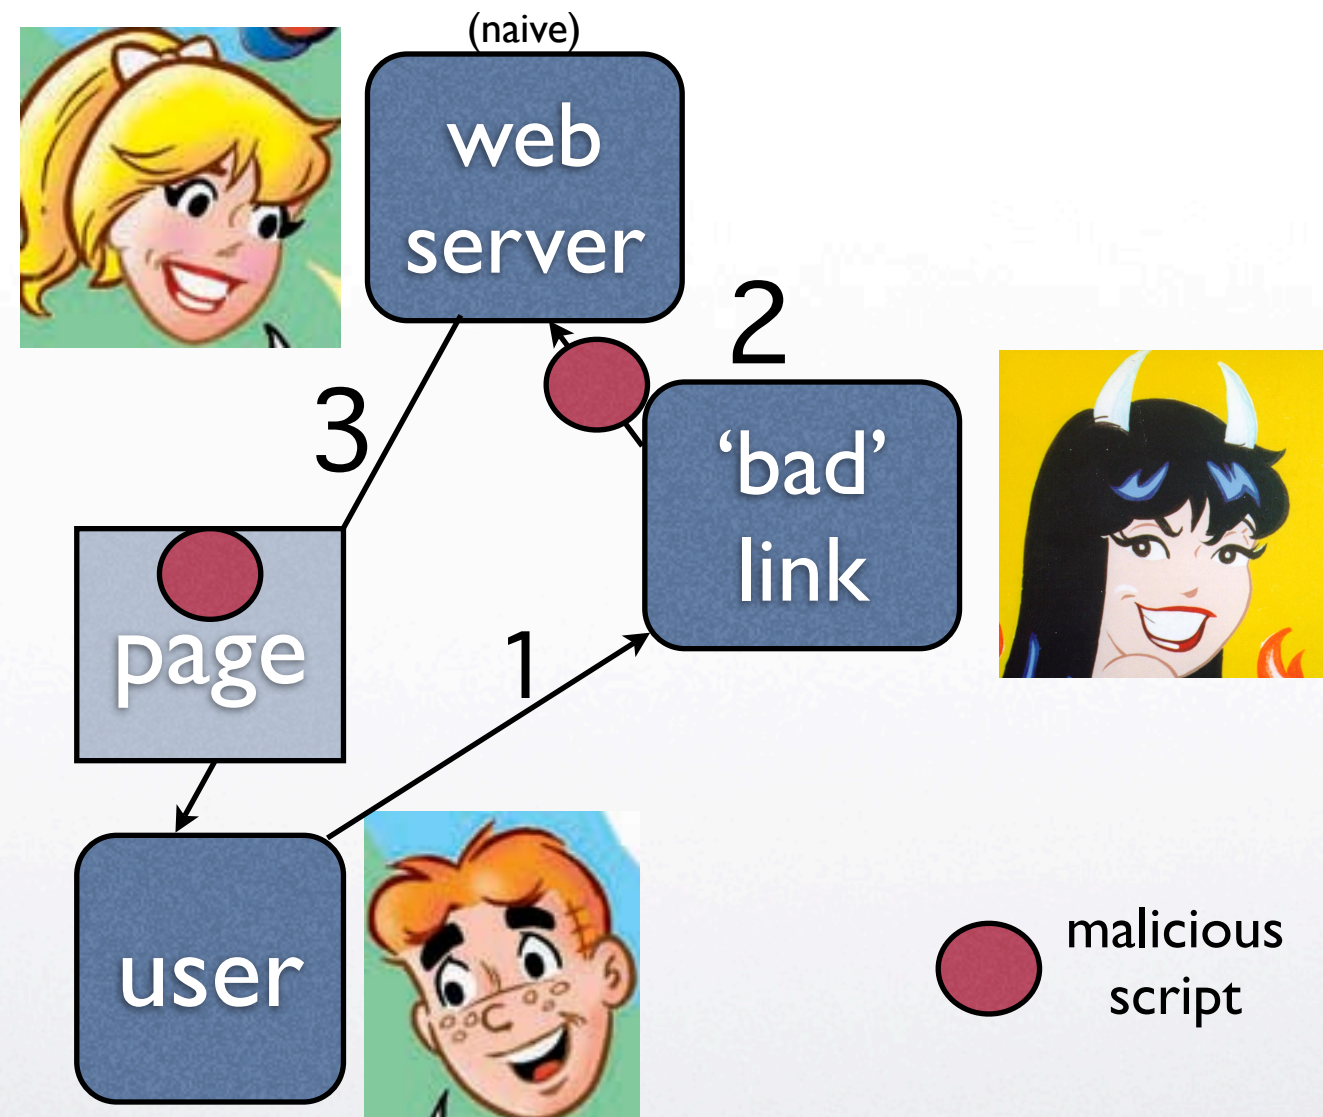 (naive)
web
server
2
3
‘bad’
link
1
page
user
malicious
script